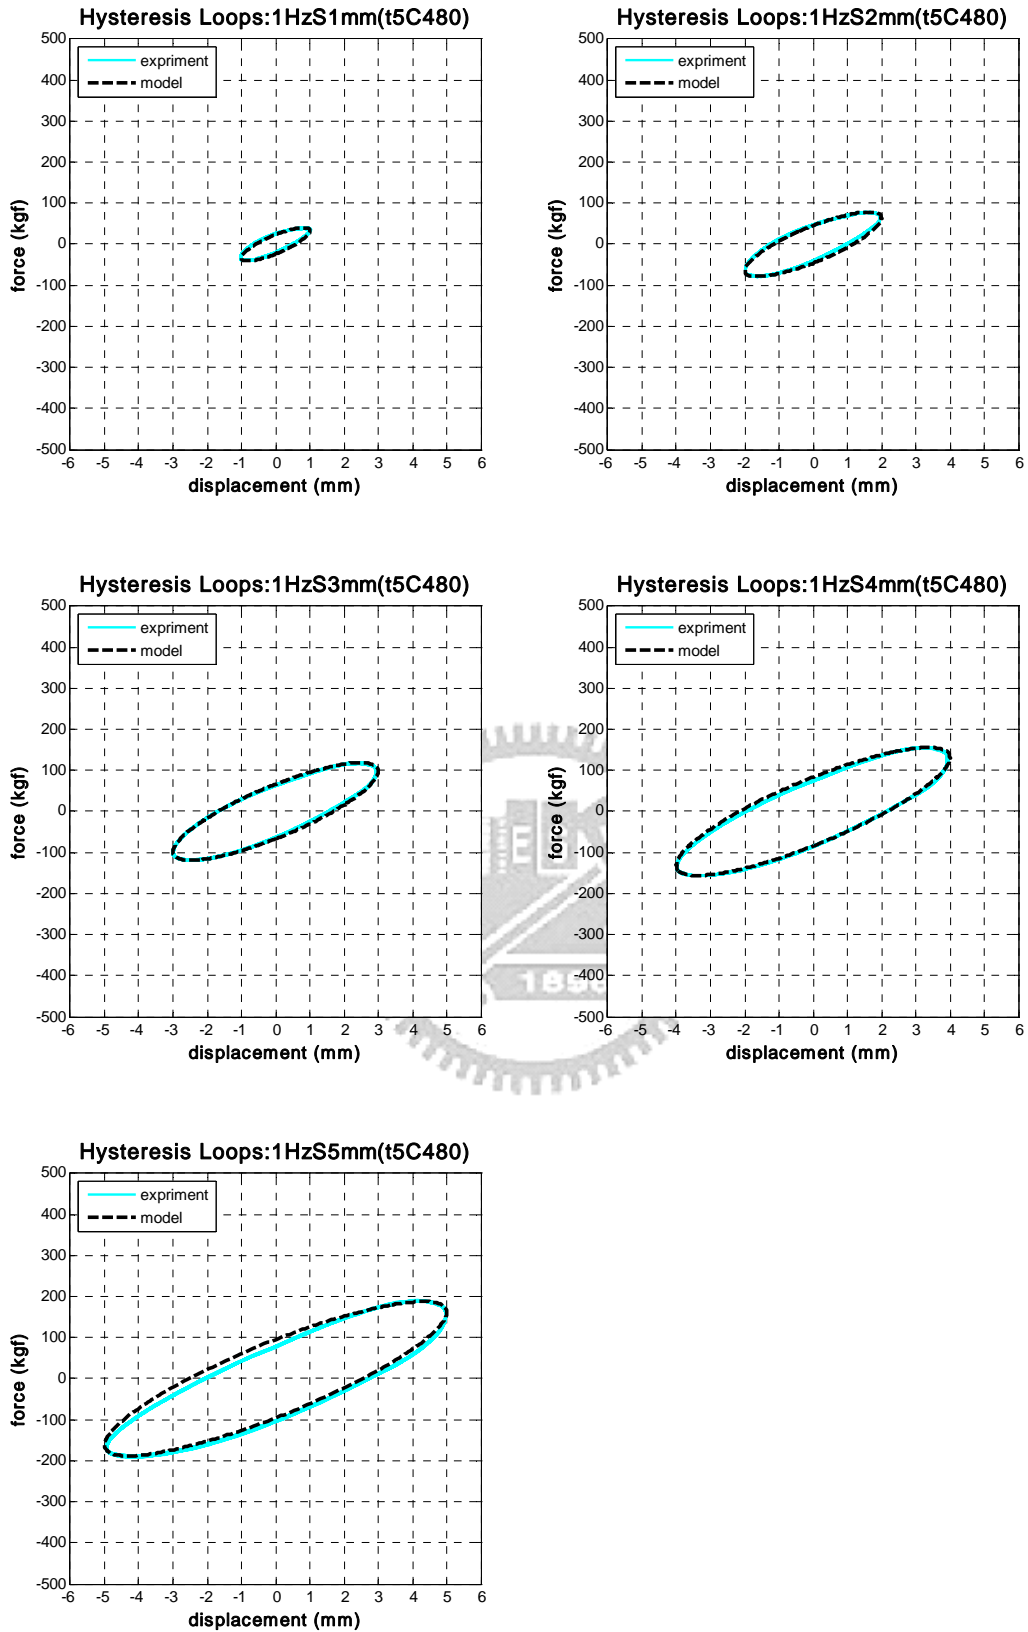 Hysteresis Loops:1HzS1mm(t5C480)
500
400
300
200
100
0
-100
-200
-300
-400
-500
expriment
model
force (kgf)
-6 -5 -4 -3 -2 -1 0 1 2 3 4 5 6
displacement (mm)
Hysteresis Loops:1HzS2mm(t5C480)
500
400
300
200
100
0
-100
-200
-300
-400
-500
expriment
model
force (kgf)
-6 -5 -4 -3 -2 -1 0 1 2 3 4 5 6
displacement (mm)
Hysteresis Loops:1HzS3mm(t5C480)
500
400
300
200
100
0
-100
-200
-300
-400
-500
expriment
model
force (kgf)
-6 -5 -4 -3 -2 -1 0 1 2 3 4 5 6
displacement (mm)
Hysteresis Loops:1HzS4mm(t5C480)
500
400
300
200
100
0
-100
-200
-300
-400
-500
expriment
model
force (kgf)
-6 -5 -4 -3 -2 -1 0 1 2 3 4 5 6
displacement (mm)
Hysteresis Loops:1HzS5mm(t5C480)
500
400
300
200
100
0
-100
-200
-300
-400
-500
expriment
model
force (kgf)
-6 -5 -4 -3 -2 -1 0 1 2 3 4 5 6
displacement (mm)